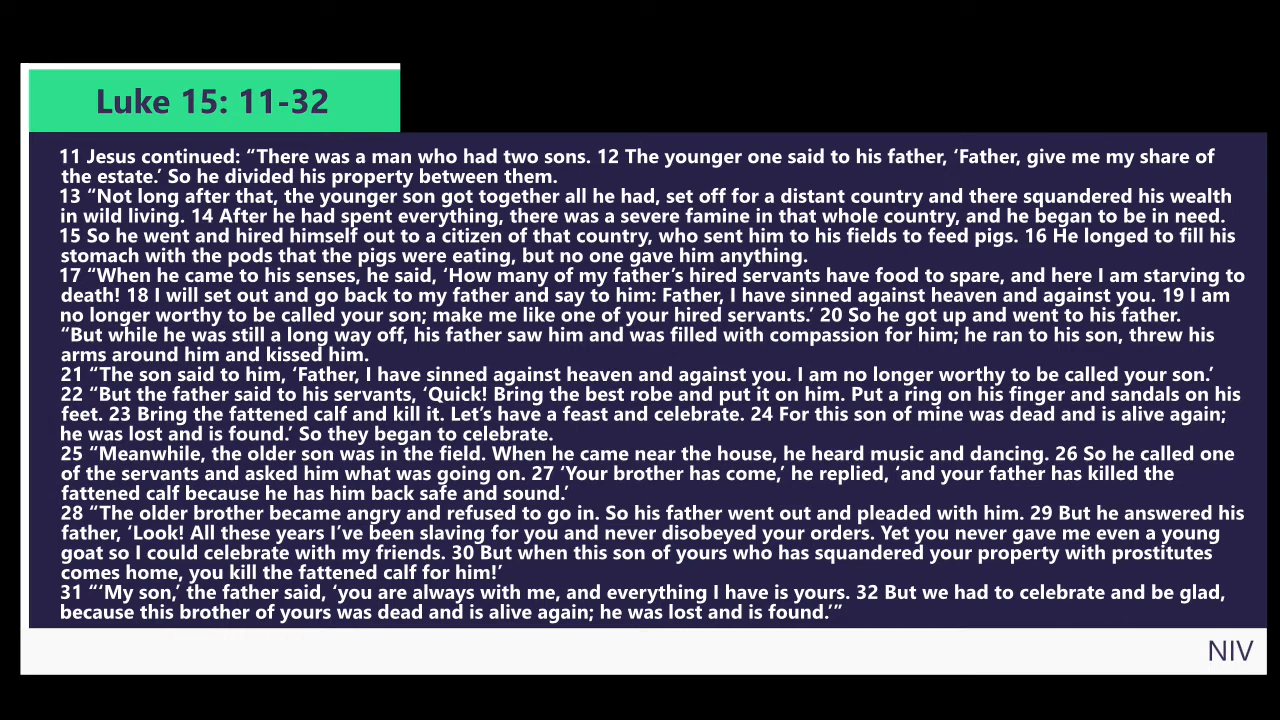 Luke 15: 11-32
11 Jesus continued: “There was a man who had two sons. 12 The younger one said to his father, ‘Father, give me my share of
the estate.’ So he divided his property between them.
13 “Not long after that, the younger son got together all he had, set off for a distant country and there squandered his wealth
in wild living. 14 After he had spent everything, there was a severe famine in that whole country, and he began to be in need.
15 So he went and hired himself out to a citizen of that country, who sent him to his fields to feed pigs. 16 He longed to fill his
stomach with the pods that the pigs were eating, but no one gave him anything.
17 “When he came to his senses, he said, ‘How many of my father’s hired servants have food to spare, and here I am starving to
death! 18 I will set out and go back to my father and say to him: Father, I have sinned against heaven and against you. 19 I am
no longer worthy to be called your son; make me like one of your hired servants.’ 20 So he got up and went to his father.
“But while he was still a long way off, his father saw him and was filled with compassion for him; he ran to his son, threw his
arms around him and kissed him.
21 “The son said to him, ‘Father, I have sinned against heaven and against you. I am no longer worthy to be called your son.’
22 “But the father said to his servants, ‘Quick! Bring the best robe and put it on him. Put a ring on his finger and sandals on his
feet. 23 Bring the fattened calf and kill it. Let’s have a feast and celebrate. 24 For this son of mine was dead and is alive again;
he was lost and is found.’ So they began to celebrate.
25 “Meanwhile, the older son was in the field. When he came near the house, he heard music and dancing. 26 So he called one
of the servants and asked him what was going on. 27 ‘Your brother has come,’ he replied, ‘and your father has killed the
fattened calf because he has him back safe and sound.’
28 “The older brother became angry and refused to go in. So his father went out and pleaded with him. 29 But he answered his
father, ‘Look! All these years I’ve been slaving for you and never disobeyed your orders. Yet you never gave me even a young
goat so I could celebrate with my friends. 30 But when this son of yours who has squandered your property with prostitutes
comes home, you kill the fattened calf for him!’
31 “‘My son,’ the father said, ‘you are always with me, and everything I have is yours. 32 But we had to celebrate and be glad,
because this brother of yours was dead and is alive again; he was lost and is found.’”
NIV